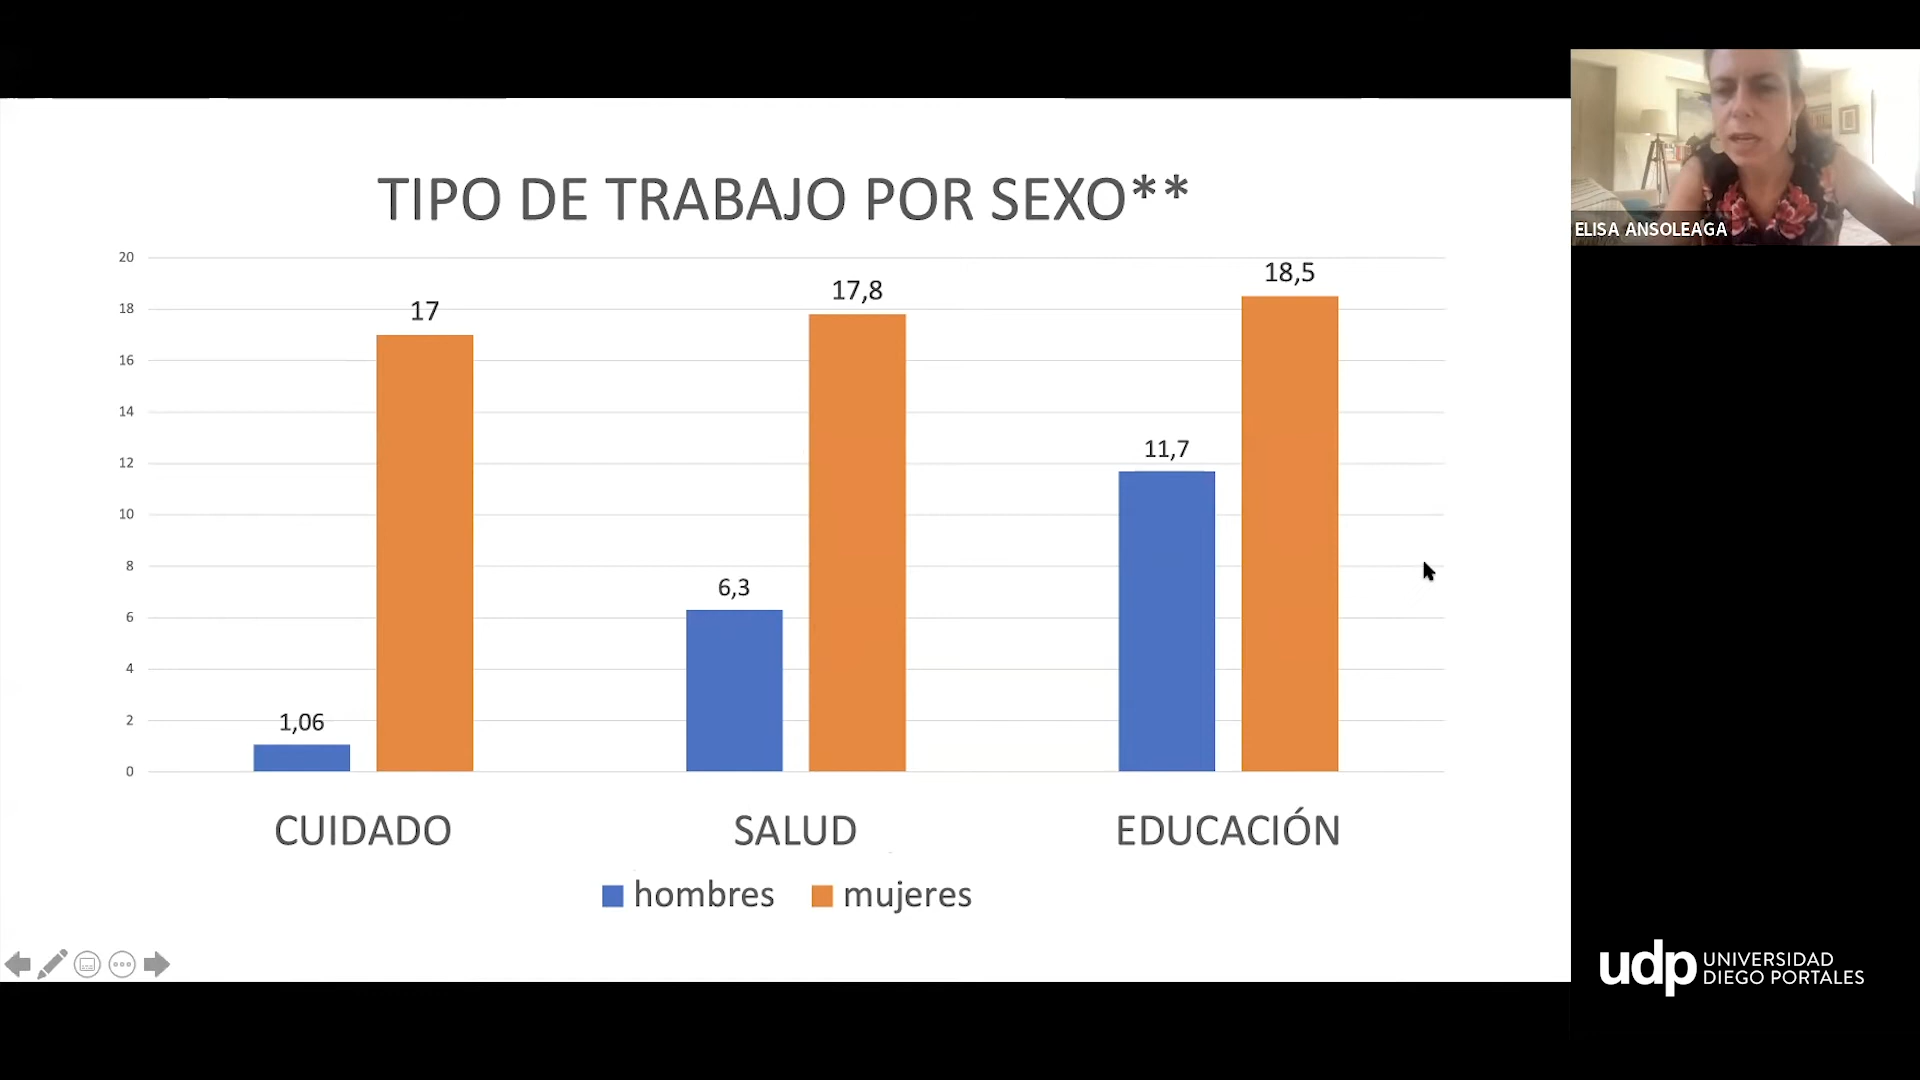 TIPO DE TRABAJO POR SEXO**
20
18
16
14
12
10
8
6
4
2
0
1,06
17
6,3
17,8
11,7
18,5
CUIDADO
SALUD
EDUCACIÓN
hombres
mujeres
ELISA ANSOLEAGA
udp UNIVERSIDAD
DIEGO PORTALES